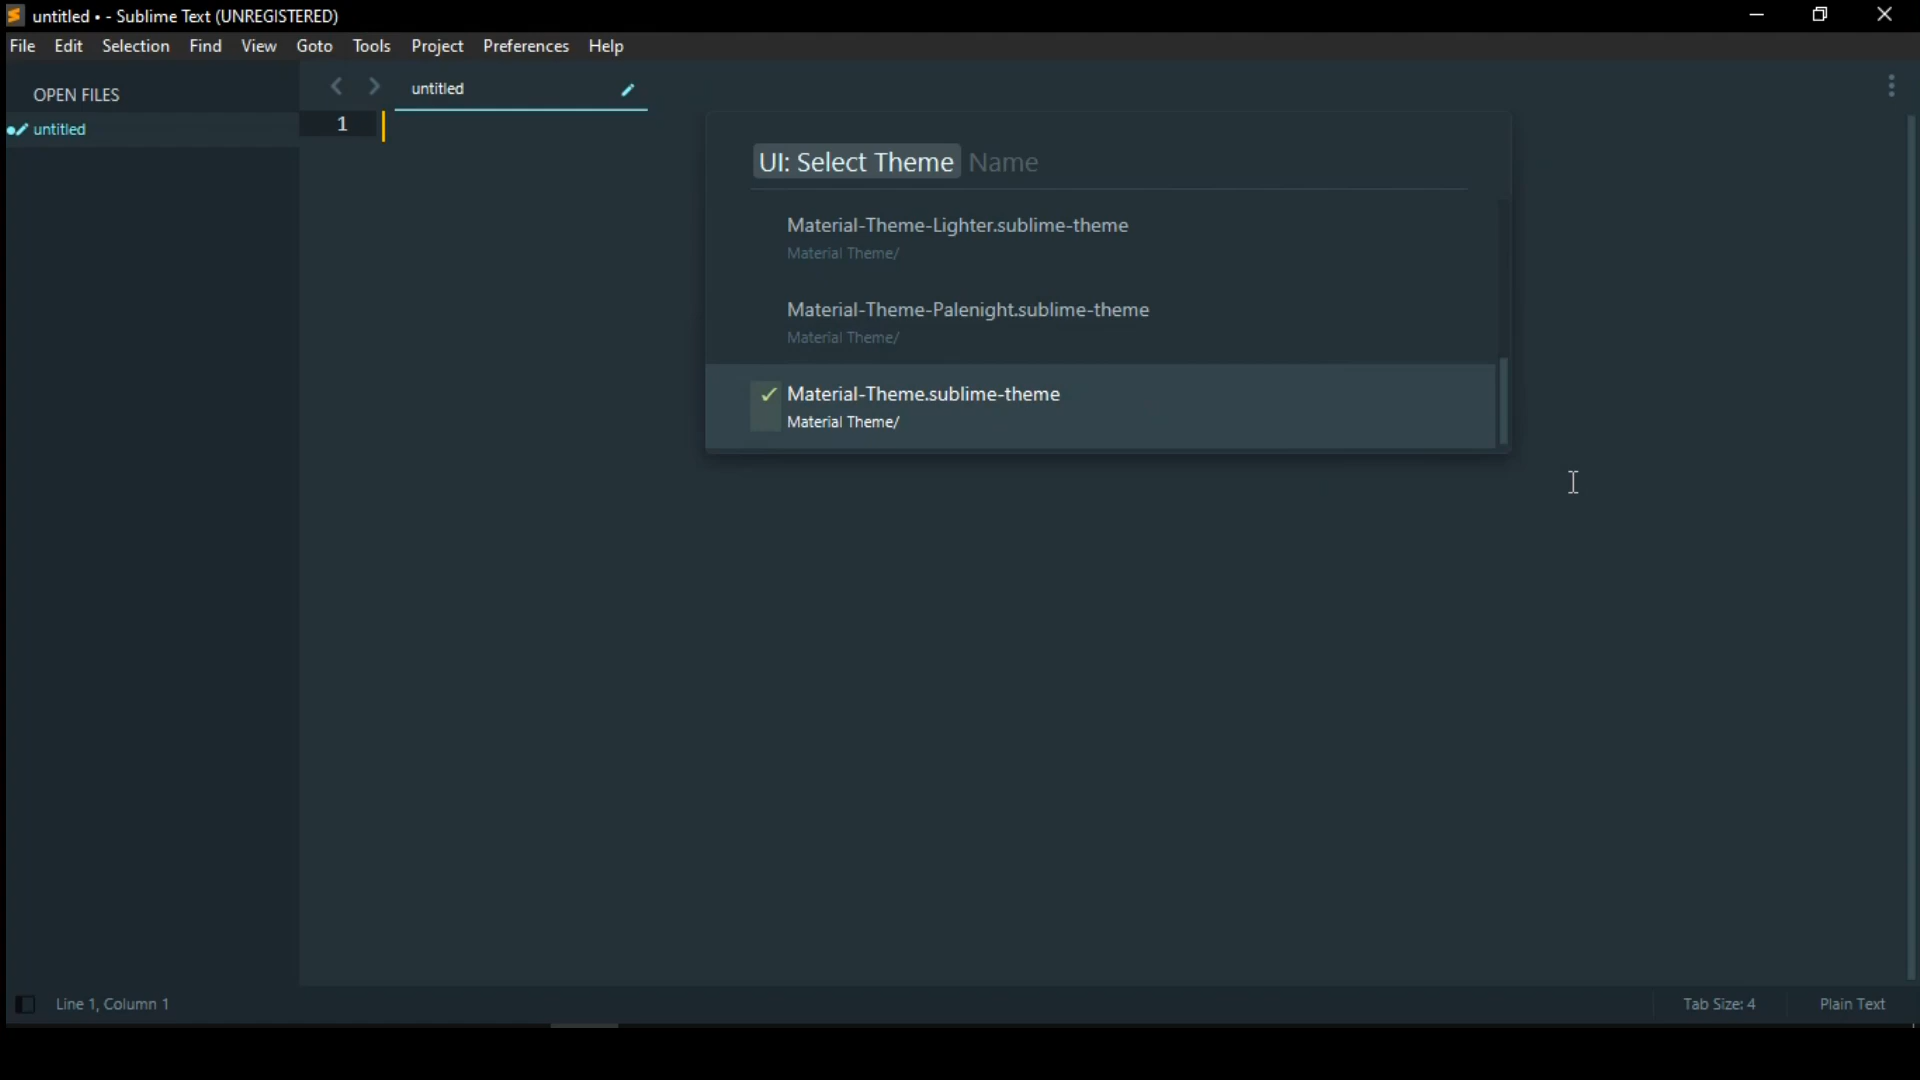 untitled • - Sublime Text (UNREGISTERED)
File Edit Selection Find View Goto Tools Project Preferences Help
OPEN FILES
untitled
untitled
1
UI: Select Theme Name
Material-Theme-Lighter.sublime-theme
Material Theme/
Material-Theme-Palenight.sublime-theme
Material Theme/
Material-Theme.sublime-theme
Material Theme/
Line 1, Column 1
Tab Size: 4
Plain Text